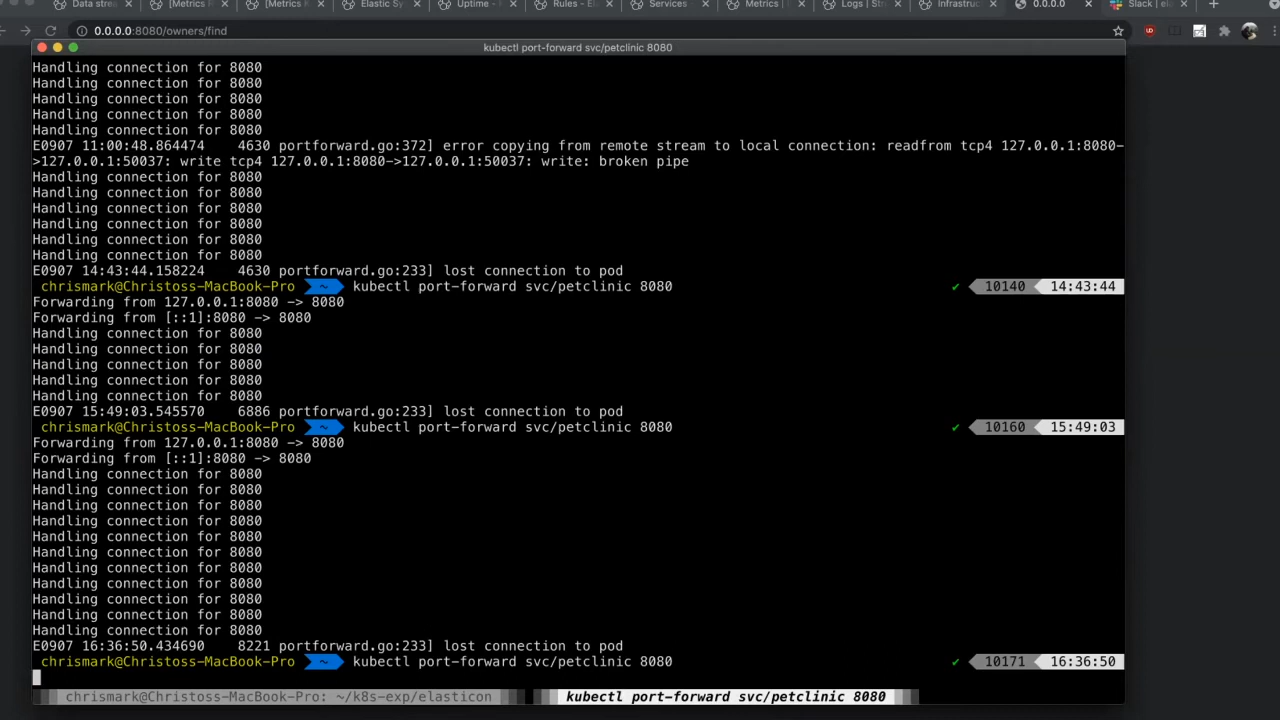 Data strea
[Metrics
[Metrics K
Elastic Sy
Uptime -
Rules - El
Services -
Metrics |
Logs | Str
Infrastruc
0.0.0.0
Slack | ela
0.0.0.0:8080/owners/find
kubectl port-forward svc/petclinic 8080
Handling connection for 8080
Handling connection for 8080
Handling connection for 8080
Handling connection for 8080
Handling connection for 8080
E0907 11:00:48.864474    4630 portforward.go:372] error copying from remote stream to local connection: readfrom tcp4 127.0.0.1:8080-
>127.0.0.1:50037: write tcp4 127.0.0.1:8080->127.0.0.1:50037: write: broken pipe
Handling connection for 8080
Handling connection for 8080
Handling connection for 8080
Handling connection for 8080
Handling connection for 8080
Handling connection for 8080
E0907 14:43:44.158224    4630 portforward.go:233] lost connection to pod
chrismark@Christoss-MacBook-Pro ~ kubectl port-forward svc/petclinic 8080 ✔ 10140 14:43:44
Forwarding from 127.0.0.1:8080 -> 8080
Forwarding from [::1]:8080 -> 8080
Handling connection for 8080
Handling connection for 8080
Handling connection for 8080
Handling connection for 8080
Handling connection for 8080
E0907 15:49:03.545570    6886 portforward.go:233] lost connection to pod
chrismark@Christoss-MacBook-Pro ~ kubectl port-forward svc/petclinic 8080 ✔ 10160 15:49:03
Forwarding from 127.0.0.1:8080 -> 8080
Forwarding from [::1]:8080 -> 8080
Handling connection for 8080
Handling connection for 8080
Handling connection for 8080
Handling connection for 8080
Handling connection for 8080
Handling connection for 8080
Handling connection for 8080
Handling connection for 8080
Handling connection for 8080
Handling connection for 8080
Handling connection for 8080
E0907 16:36:50.434690    8221 portforward.go:233] lost connection to pod
chrismark@Christoss-MacBook-Pro ~ kubectl port-forward svc/petclinic 8080 ✔ 10171 16:36:50
chrismark@Christoss-MacBook-Pro: ~/k8s-exp/elasticon
kubectl port-forward svc/petclinic 8080